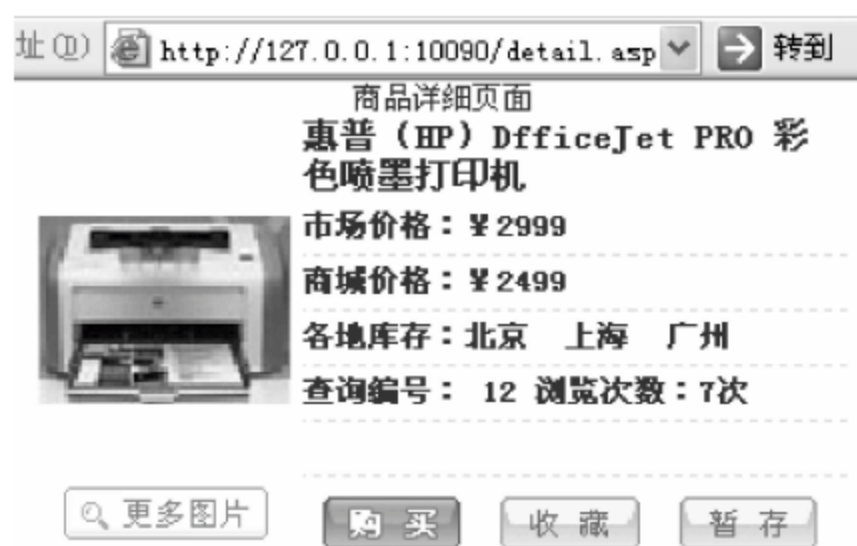 址(D) http://127.0.0.1:10090/detail.asp 转到
商品详细页面
惠普（HP）DfficeJet PRO 彩
色喷墨打印机
市场价格：￥2999
商城价格：￥2499
各地库存：北京 上海 广州
查询编号： 12 浏览次数：7次
更多图片 购买 收藏 暂存